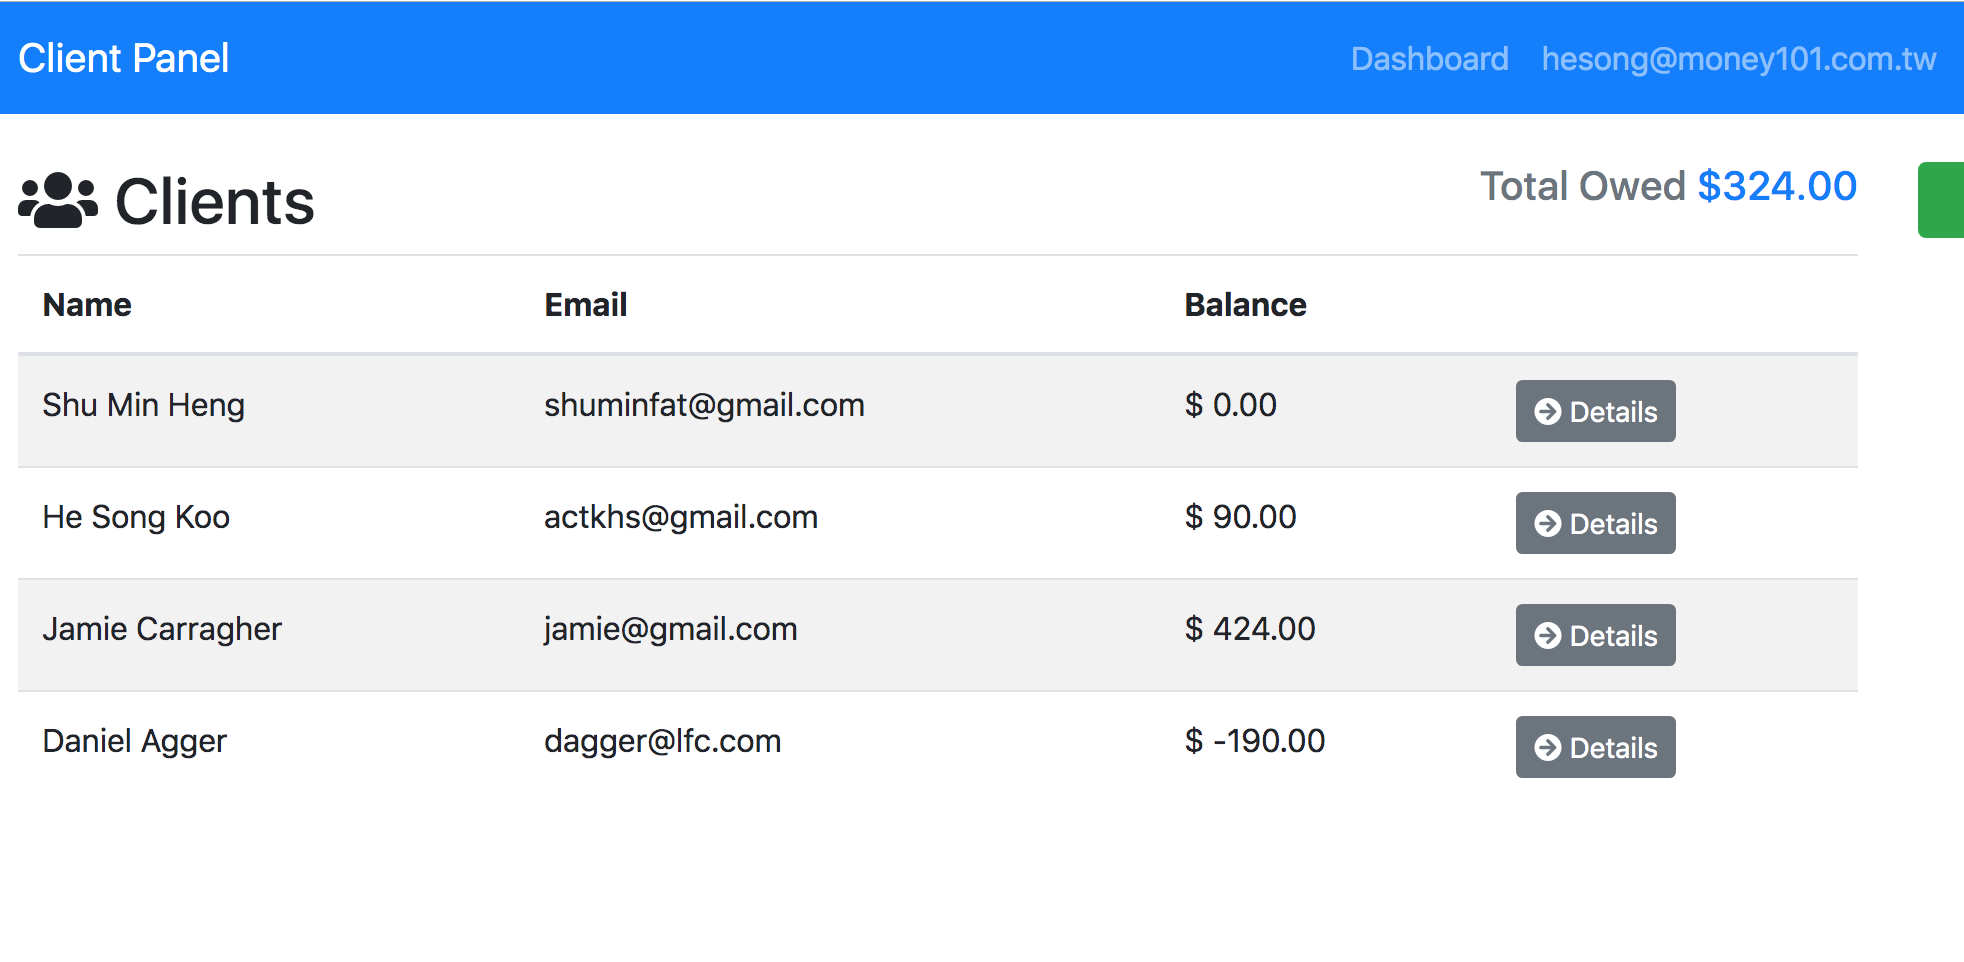 Client Panel Dashboard hesong@money101.com.tw
Clients Total Owed $324.00
Name Email Balance
Shu Min Heng shuminfat@gmail.com $ 0.00 Details
He Song Koo actkhs@gmail.com $ 90.00 Details
Jamie Carragher jamie@gmail.com $ 424.00 Details
Daniel Agger dagger@lfc.com $ -190.00 Details